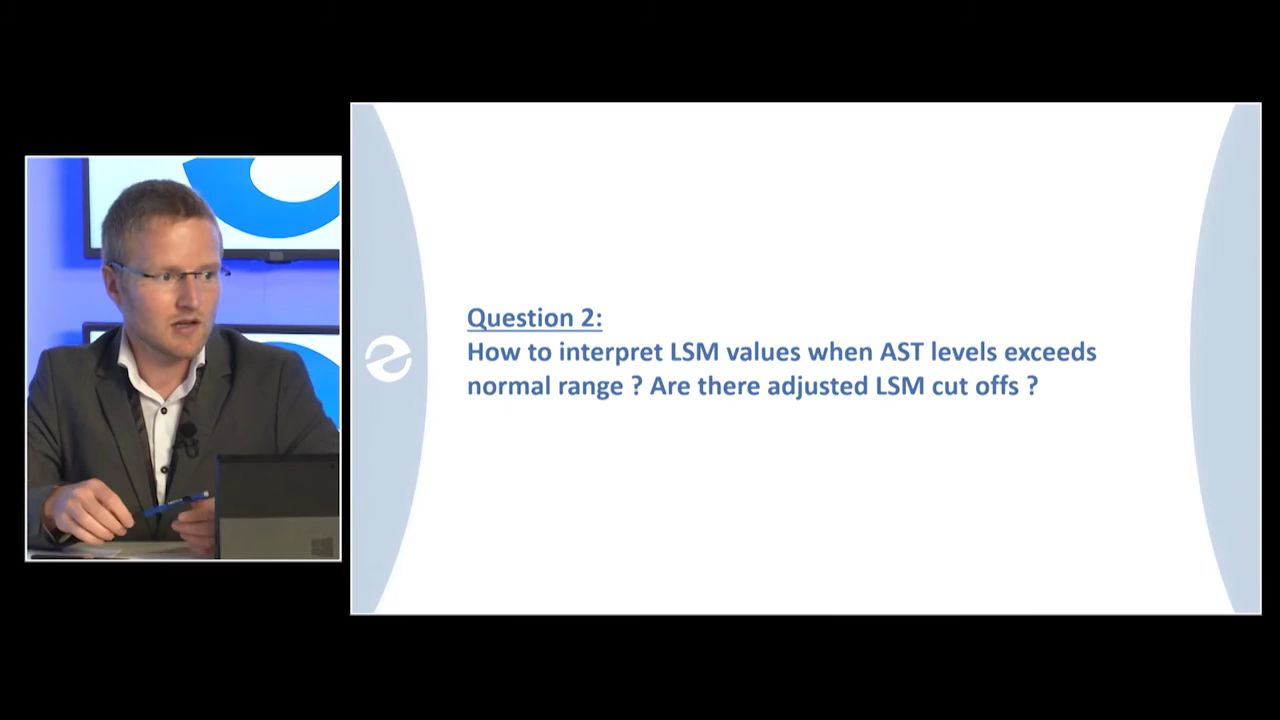 Question 2:
How to interpret LSM values when AST levels exceeds
normal range ? Are there adjusted LSM cut offs ?